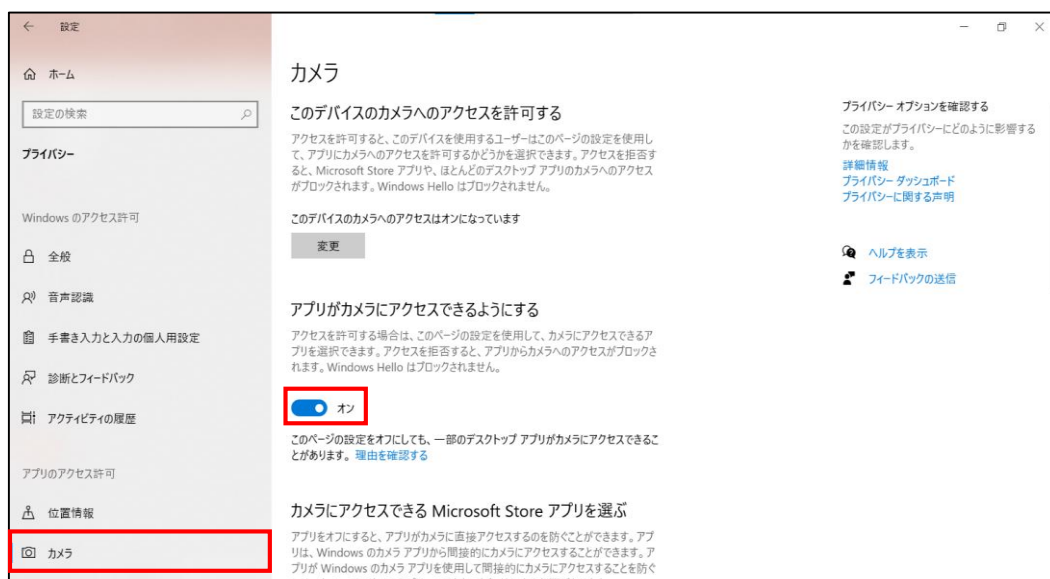 設定
ホーム
設定の検索
プライバシー
Windows のアクセス許可
全般
音声認識
手書き入力と入力の個人用設定
診断とフィードバック
アクティビティの履歴
アプリのアクセス許可
位置情報
カメラ
カメラ
このデバイスのカメラへのアクセスを許可する
アクセスを許可すると、このデバイスを使用するユーザーはこのページの設定を使用し
て、アプリにカメラへのアクセスを許可するかどうかを選択できます。アクセスを拒否す
ると、Microsoft Store アプリや、ほとんどのデスクトップ アプリのカメラへのアクセス
がブロックされます。Windows Hello はブロックされません。
このデバイスのカメラへのアクセスはオンになっています
変更
アプリがカメラにアクセスできるようにする
アクセスを許可する場合は、このページの設定を使用して、カメラにアクセスできるア
プリを選択できます。アクセスを拒否すると、アプリからカメラへのアクセスがブロックさ
れます。Windows Hello はブロックされません。
オン
このページの設定をオフにしても、一部のデスクトップ アプリがカメラにアクセスできるこ
とがあります。理由を確認する
カメラにアクセスできる Microsoft Store アプリを選ぶ
アプリをオフにすると、アプリがカメラに直接アクセスするのを防ぐことができます。アプ
リは、Windows のカメラ アプリから間接的にカメラにアクセスすることができます。ア
プリが Windows のカメラ アプリを使用して間接的にカメラにアクセスすることを防ぐ
プライバシー オプションを確認する
この設定がプライバシーにどのように影響する
かを確認します。
詳細情報
プライバシー ダッシュボード
プライバシーに関する声明
ヘルプを表示
フィードバックの送信